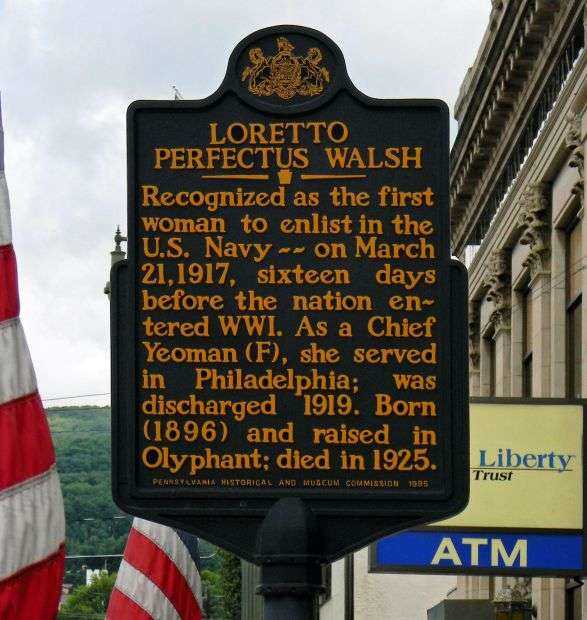 LORETTO
PERFECTUS WALSH
Recognized as the first
woman to enlist in the
U.S. Navy -- on March
21,1917, sixteen days
before the nation en-
tered WWI. As a Chief
Yeoman (F), she served
in Philadelphia; was
discharged 1919. Born
(1896) and raised in
Olyphant; died in 1925.
PENNSYLVANIA HISTORICAL AND MUSEUM COMMISSION 1995
Liberty
Trust
ATM